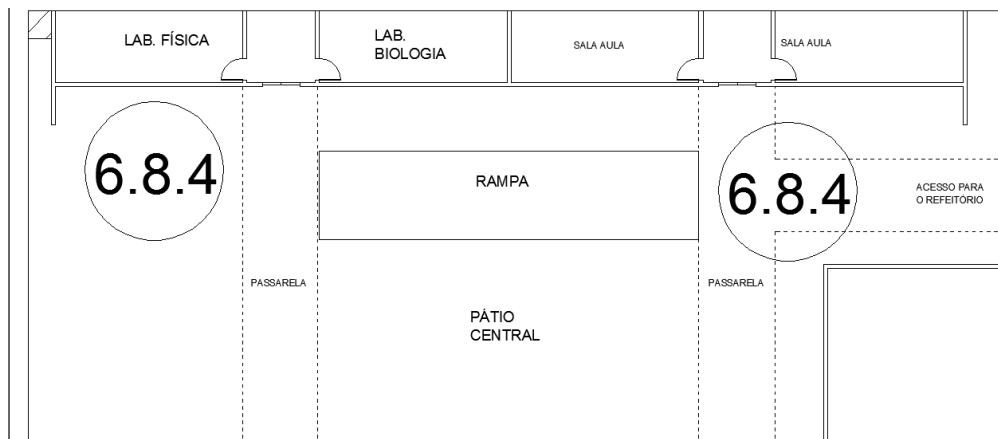 LAB. FÍSICA
LAB.
BIOLOGIA
SALA AULA
SALA AULA
6.8.4
RAMPA
6.8.4
ACESSO PARA
O REFEITÓRIO
PASSARELA
PASSARELA
PÁTIO
CENTRAL